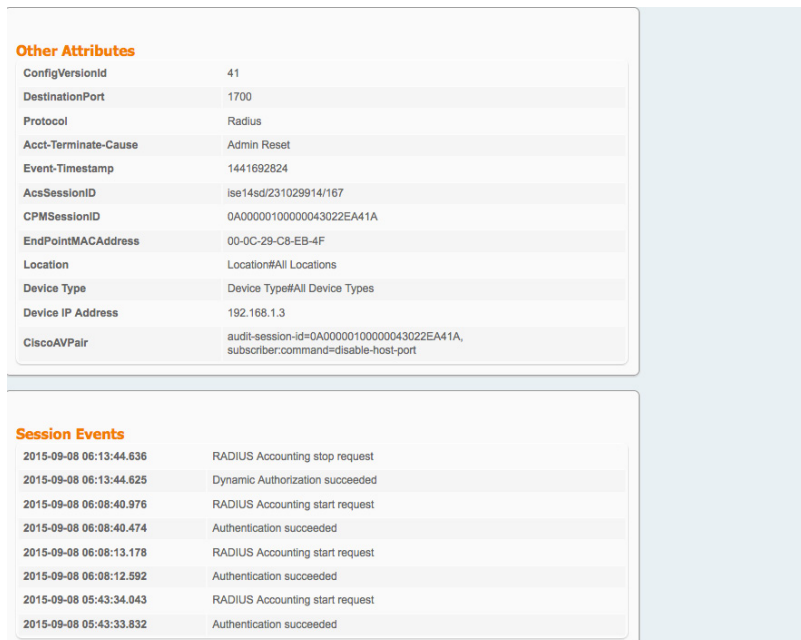 Other Attributes
ConfigVersionId 41
DestinationPort 1700
Protocol Radius
Acct-Terminate-Cause Admin Reset
Event-Timestamp 1441692824
AcsSessionID ise14sd/231029914/167
CPMSessionID 0A00000100000043022EA41A
EndPointMACAddress 00-0C-29-C8-EB-4F
Location Location#All Locations
Device Type Device Type#All Device Types
Device IP Address 192.168.1.3
CiscoAVPair audit-session-id=0A00000100000043022EA41A,
subscriber:command=disable-host-port
Session Events
2015-09-08 06:13:44.636 RADIUS Accounting stop request
2015-09-08 06:13:44.625 Dynamic Authorization succeeded
2015-09-08 06:08:40.976 RADIUS Accounting start request
2015-09-08 06:08:40.474 Authentication succeeded
2015-09-08 06:08:13.178 RADIUS Accounting start request
2015-09-08 06:08:12.592 Authentication succeeded
2015-09-08 05:43:34.043 RADIUS Accounting start request
2015-09-08 05:43:33.832 Authentication succeeded